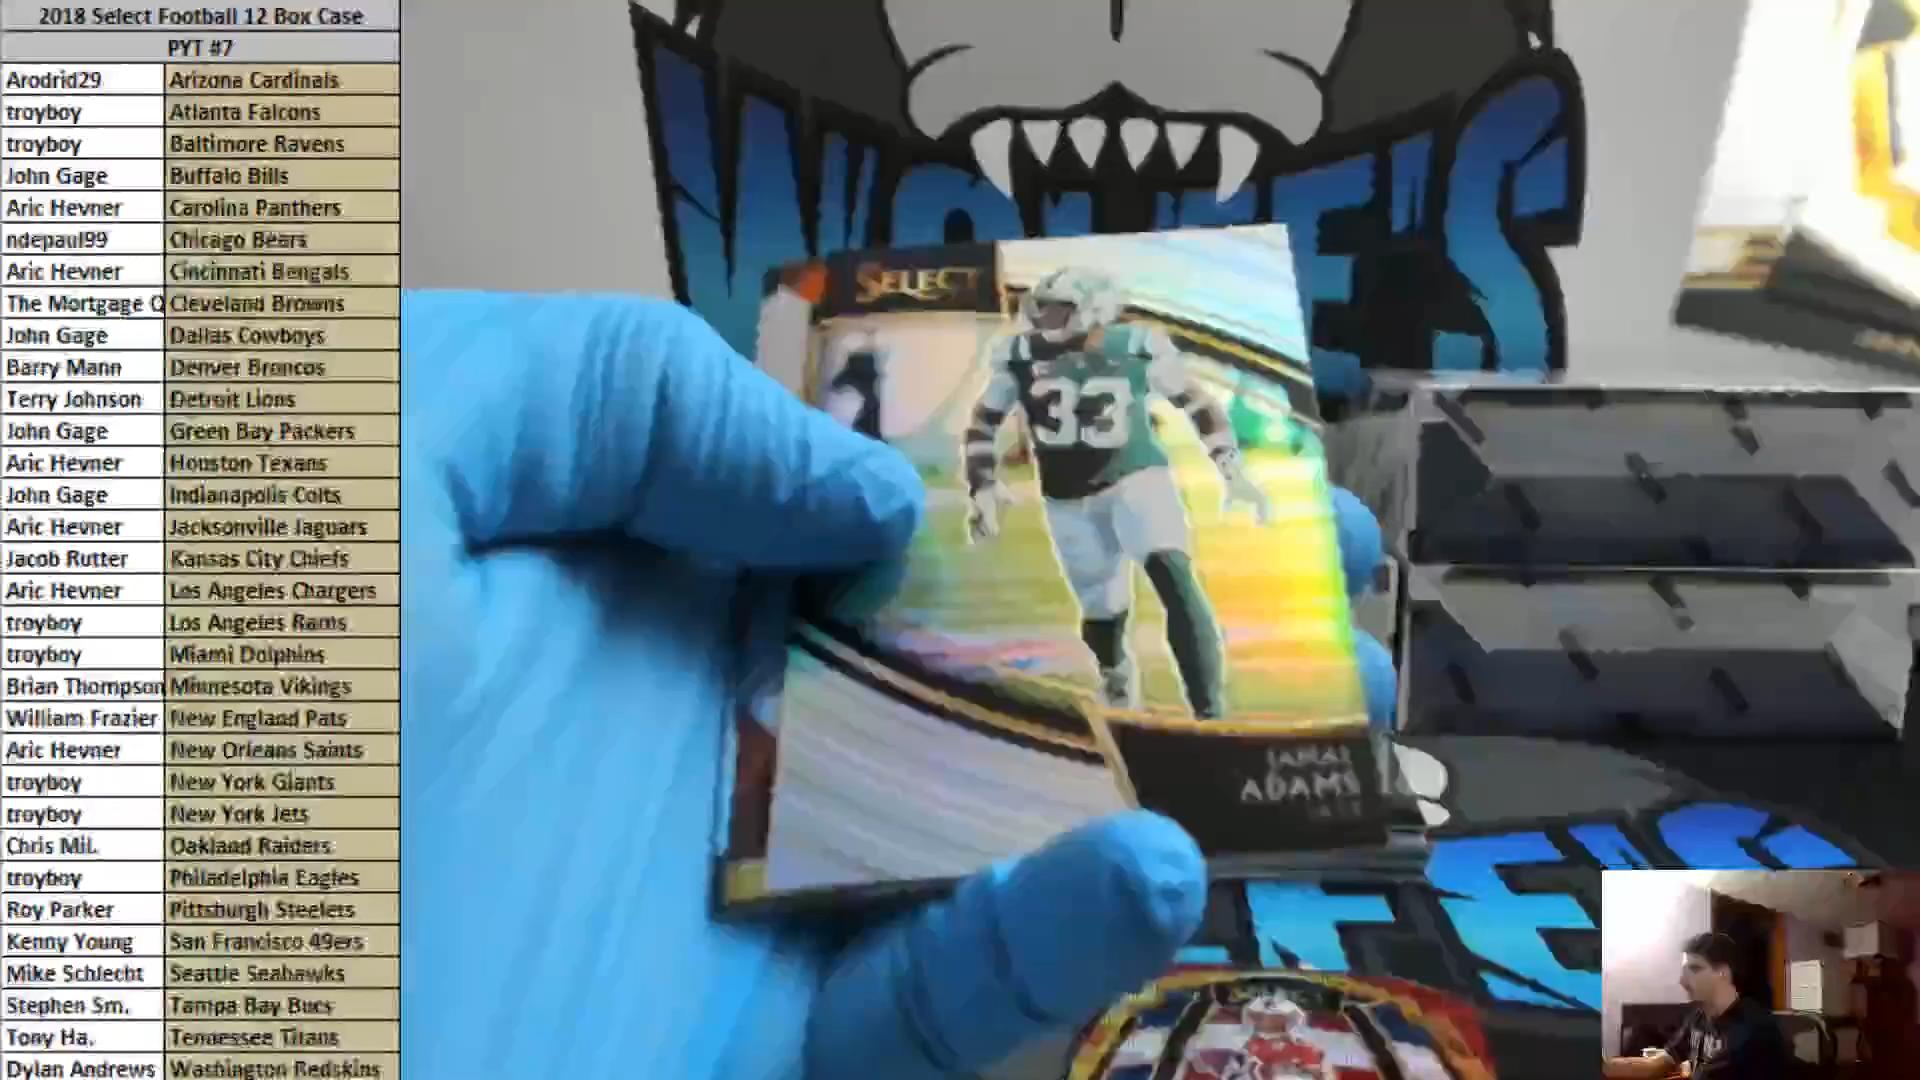 2018 Select Football 12 Box Case
PYT #7
Arodrid29 Arizona Cardinals
troyboy Atlanta Falcons
troyboy Baltimore Ravens
John Gage Buffalo Bills
Aric Hevner Carolina Panthers
ndepaul99 Chicago Bears
Aric Hevner Cincinnati Bengals
The Mortgage Q Cleveland Browns
John Gage Dallas Cowboys
Barry Mann Denver Broncos
Terry Johnson Detroit Lions
John Gage Green Bay Packers
Aric Hevner Houston Texans
John Gage Indianapolis Colts
Aric Hevner Jacksonville Jaguars
Jacob Rutter Kansas City Chiefs
Aric Hevner Los Angeles Chargers
troyboy Los Angeles Rams
troyboy Miami Dolphins
Brian Thompson Minnesota Vikings
William Frazier New England Pats
Aric Hevner New Orleans Saints
troyboy New York Giants
troyboy New York Jets
Chris Mil. Oakland Raiders
troyboy Philadelphia Eagles
Roy Parker Pittsburgh Steelers
Kenny Young San Francisco 49ers
Mike Schlecht Seattle Seahawks
Stephen Sm. Tampa Bay Bucs
Tony Ha. Tennessee Titans
Dylan Andrews Washington Redskins
SELECT
33
JAMAL
ADAMS
JETS